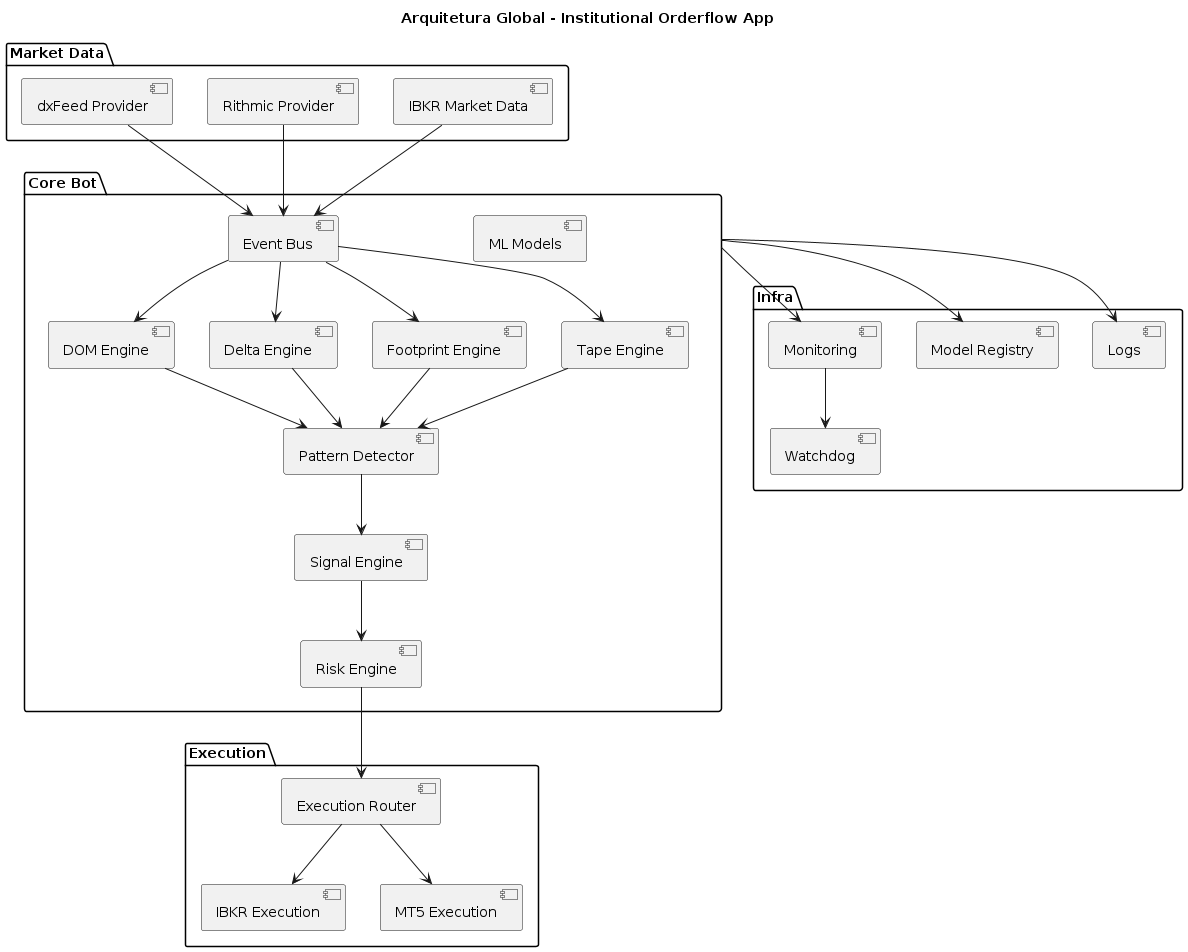 Arquitetura Global - Institutional Orderflow App
Market Data
dxFeed Provider
Rithmic Provider
IBKR Market Data
Core Bot
Event Bus
ML Models
DOM Engine
Delta Engine
Footprint Engine
Tape Engine
Pattern Detector
Signal Engine
Risk Engine
Infra
Monitoring
Model Registry
Logs
Watchdog
Execution
Execution Router
IBKR Execution
MT5 Execution